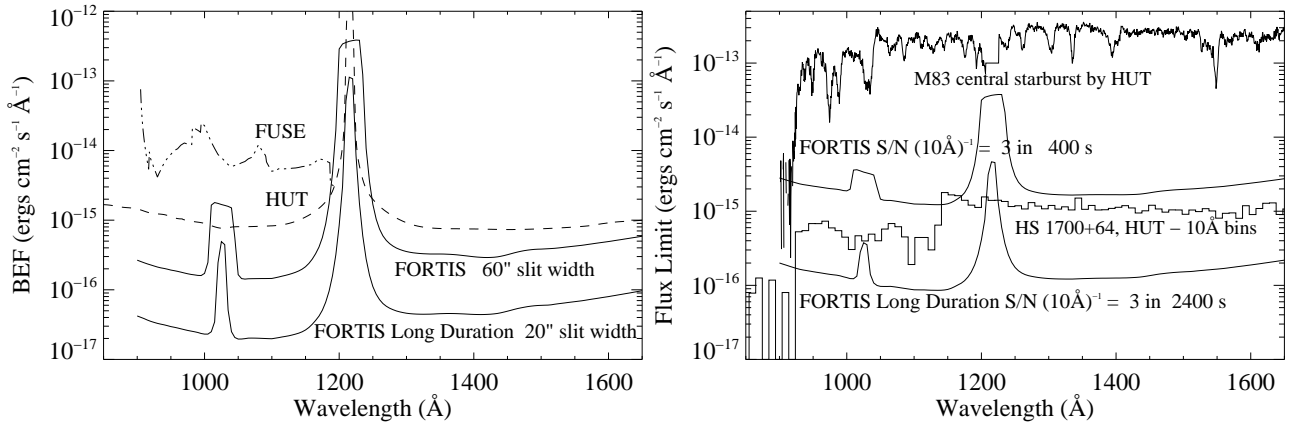 BEF (ergs cm⁻² s⁻¹ Å⁻¹)
10⁻¹²
10⁻¹³
10⁻¹⁴
10⁻¹⁵
10⁻¹⁶
10⁻¹⁷
FUSE
HUT
FORTIS 60" slit width
FORTIS Long Duration 20" slit width
1000 1200 1400 1600
Wavelength (Å)
Flux Limit (ergs cm⁻² s⁻¹ Å⁻¹)
10⁻¹³
10⁻¹⁴
10⁻¹⁵
10⁻¹⁶
10⁻¹⁷
M83 central starburst by HUT
FORTIS S/N (10Å)⁻¹ = 3 in 400 s
HS 1700+64, HUT − 10Å bins
FORTIS Long Duration S/N (10Å)⁻¹ = 3 in 2400 s
1000 1200 1400 1600
Wavelength (Å)